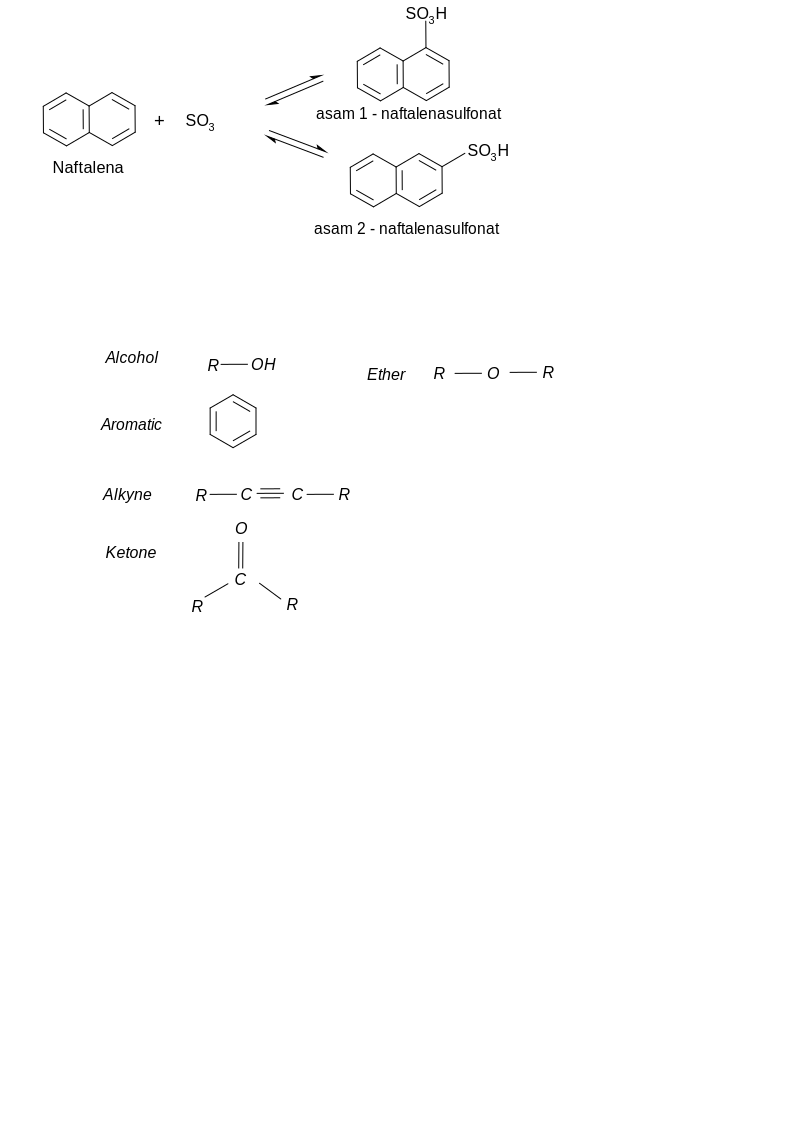 SO3H
asam 1 - naftalenasulfonat
Naftalena + SO3
SO3H
asam 2 - naftalenasulfonat
Alcohol R OH
Ether R O R
Aromatic
Alkyne R C C R
Ketone
O
C
R R